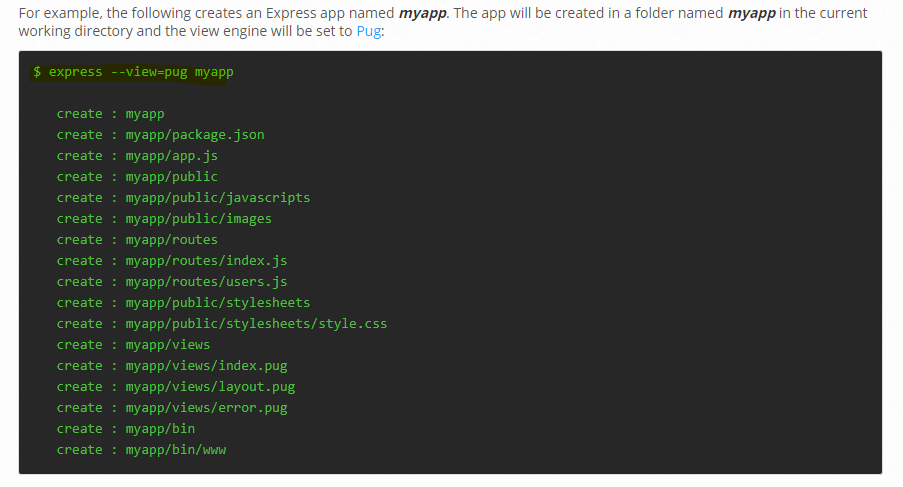 For example, the following creates an Express app named myapp. The app will be created in a folder named myapp in the current
working directory and the view engine will be set to Pug:
$ express --view=pug myapp
create : myapp
create : myapp/package.json
create : myapp/app.js
create : myapp/public
create : myapp/public/javascripts
create : myapp/public/images
create : myapp/routes
create : myapp/routes/index.js
create : myapp/routes/users.js
create : myapp/public/stylesheets
create : myapp/public/stylesheets/style.css
create : myapp/views
create : myapp/views/index.pug
create : myapp/views/layout.pug
create : myapp/views/error.pug
create : myapp/bin
create : myapp/bin/www